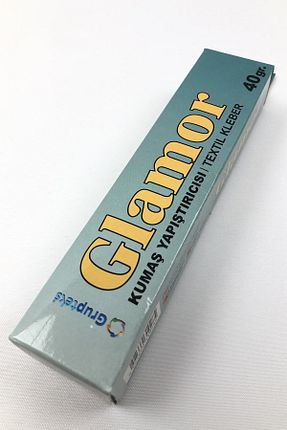 Glamor
40gr.
KUMAŞ YAPIŞTIRICISI | TEXTIL KLEBER
Grupteks